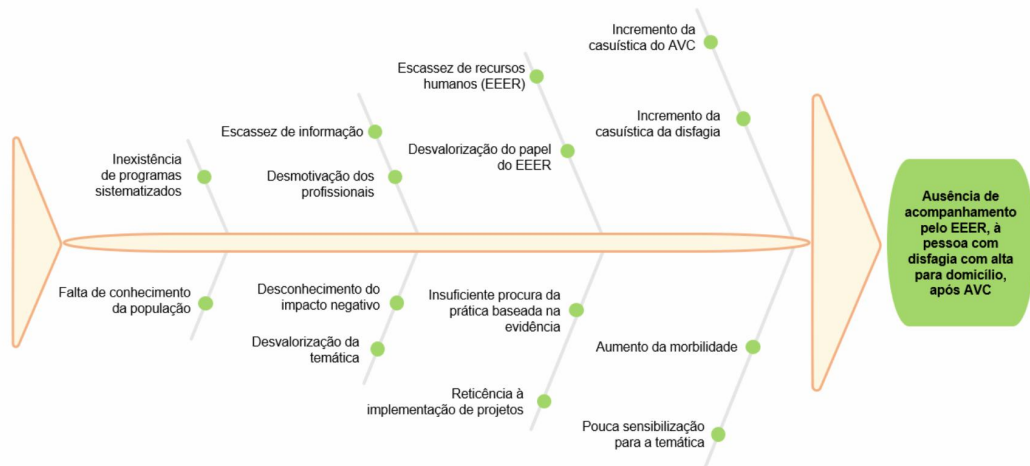 Incremento da
casuística do AVC
Escassez de recursos
humanos (EEER)
Incremento da
casuística da disfagia
Escassez de informação
Desvalorização do papel
do EEER
Inexistência
de programas
sistematizados
Desmotivação dos
profissionais
Ausência de
acompanhamento
pelo EEER, à
pessoa com
disfagia com alta
para domicílio,
após AVC
Falta de conhecimento
da população
Desconhecimento do
impacto negativo
Insuficiente procura da
prática baseada na
evidência
Desvalorização da
temática
Aumento da morbilidade
Reticência à
implementação de projetos
Pouca sensibilização
para a temática